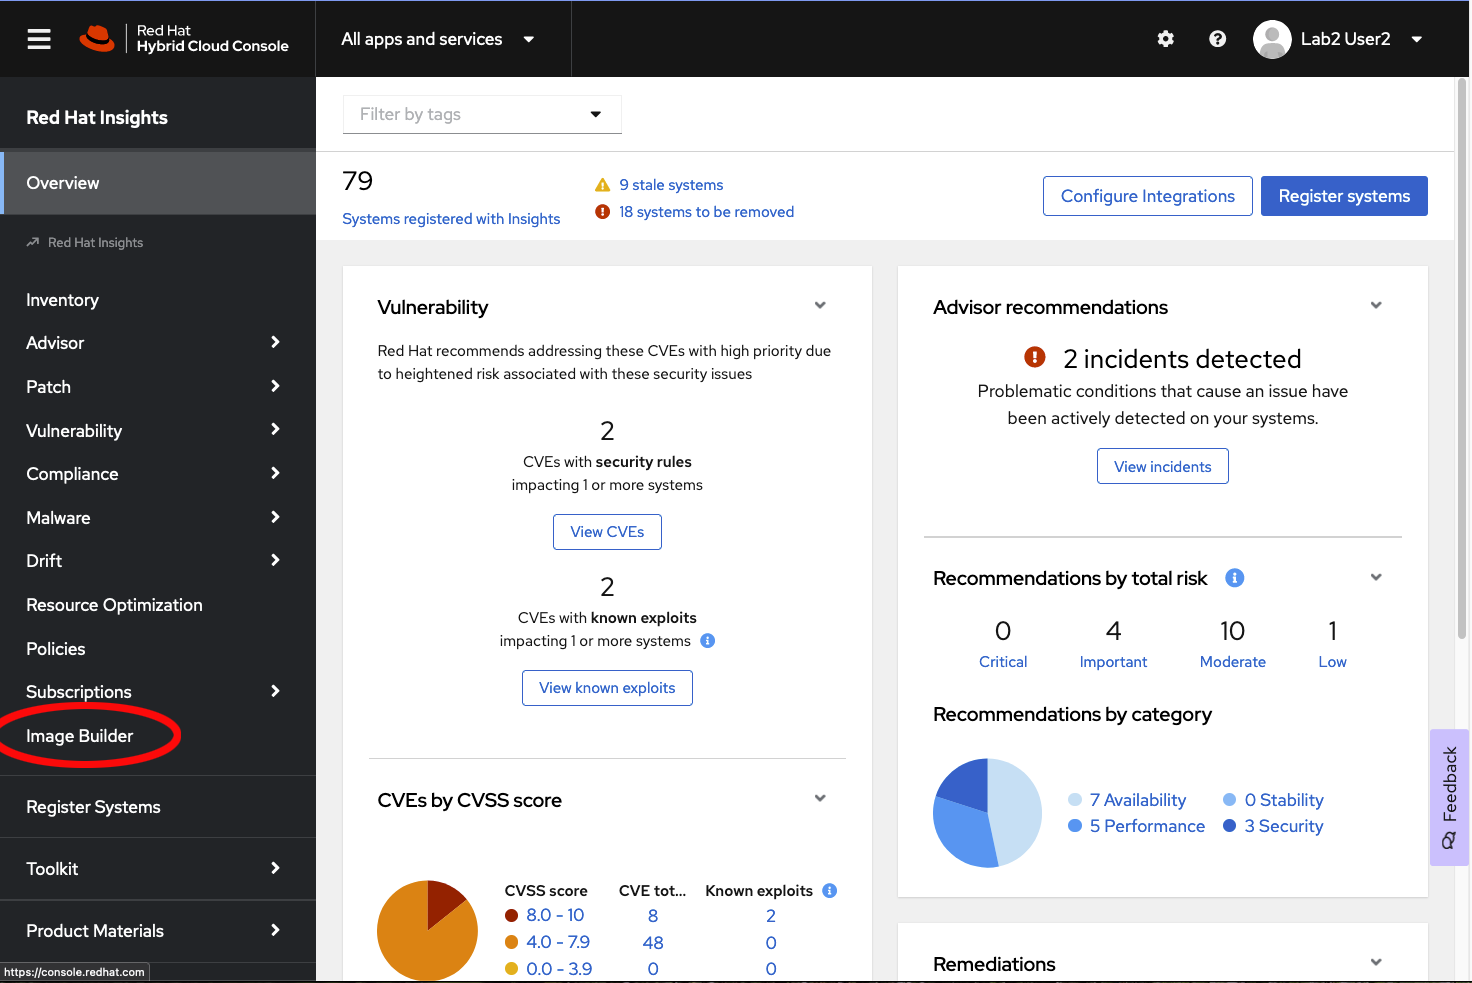 Red Hat
Hybrid Cloud Console
All apps and services
Lab2 User2
Red Hat Insights
Overview
Red Hat Insights
Inventory
Advisor
Patch
Vulnerability
Compliance
Malware
Drift
Resource Optimization
Policies
Subscriptions
Image Builder
Register Systems
Toolkit
Product Materials
https://console.redhat.com
Filter by tags
79
Systems registered with Insights
9 stale systems
18 systems to be removed
Configure Integrations
Register systems
Vulnerability
Red Hat recommends addressing these CVEs with high priority due
to heightened risk associated with these security issues
2
CVEs with security rules
impacting 1 or more systems
View CVEs
2
CVEs with known exploits
impacting 1 or more systems
View known exploits
CVEs by CVSS score
CVSS score CVE tot... Known exploits
8.0 - 10 8 2
4.0 - 7.9 48 0
0.0 - 3.9 0 0
Advisor recommendations
2 incidents detected
Problematic conditions that cause an issue have
been actively detected on your systems.
View incidents
Recommendations by total risk
0 4 10 1
Critical Important Moderate Low
Recommendations by category
7 Availability 0 Stability
5 Performance 3 Security
Remediations
Feedback